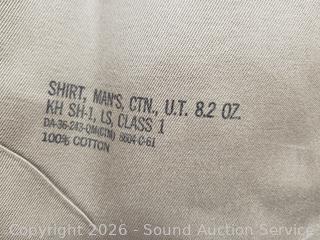 SHIRT, MAN'S, CTN., U.T. 8.2 OZ.
KH SH-1, LS, CLASS 1
DA-36-243-QM(CTM) 8604-C-61
100% COTTON
Copyright 2026 - Sound Auction Service